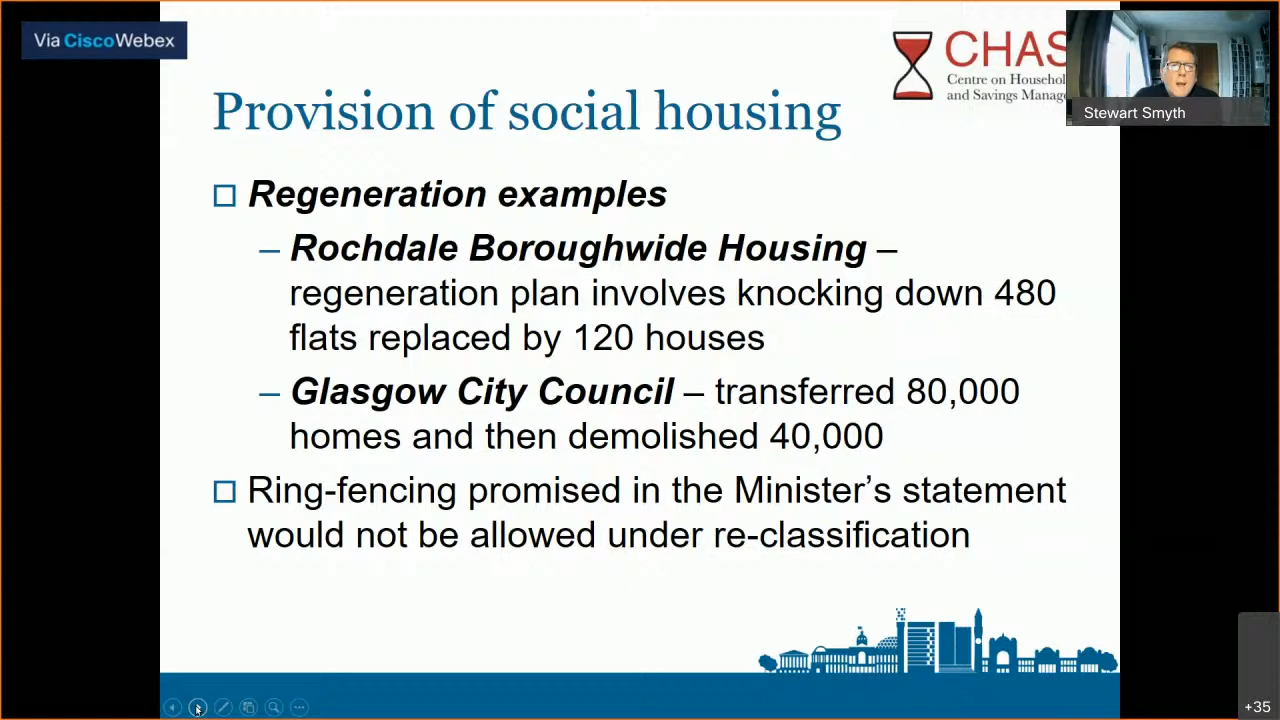 Via CiscoWebex
CHAS
Centre on Household
and Savings Manage
Stewart Smyth
Provision of social housing
Regeneration examples
– Rochdale Boroughwide Housing –
regeneration plan involves knocking down 480
flats replaced by 120 houses
– Glasgow City Council – transferred 80,000
homes and then demolished 40,000
Ring-fencing promised in the Minister’s statement
would not be allowed under re-classification
+35